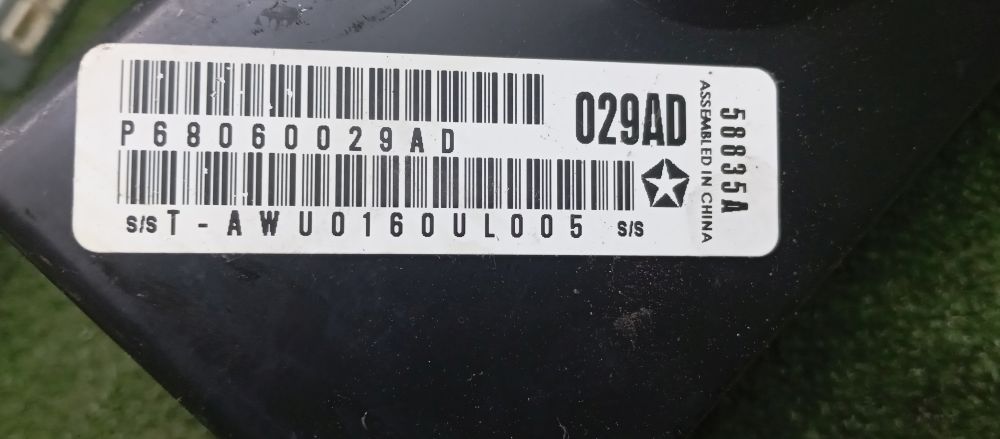 P68060029AD
029AD
S/S T-AWU0160UL005 S/S
* ASSEMBLED IN CHINA
58835A